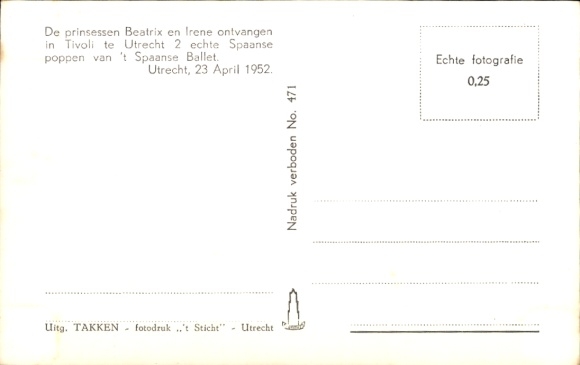 De prinsessen Beatrix en Irene ontvangen
in Tivoli te Utrecht 2 echte Spaanse
poppen van 't Spaanse Ballet.
Utrecht, 23 April 1952.
Echte fotografie
0,25
Nadruk verboden No. 471
Uitg. TAKKEN - fotodruk „'t Sticht" - Utrecht